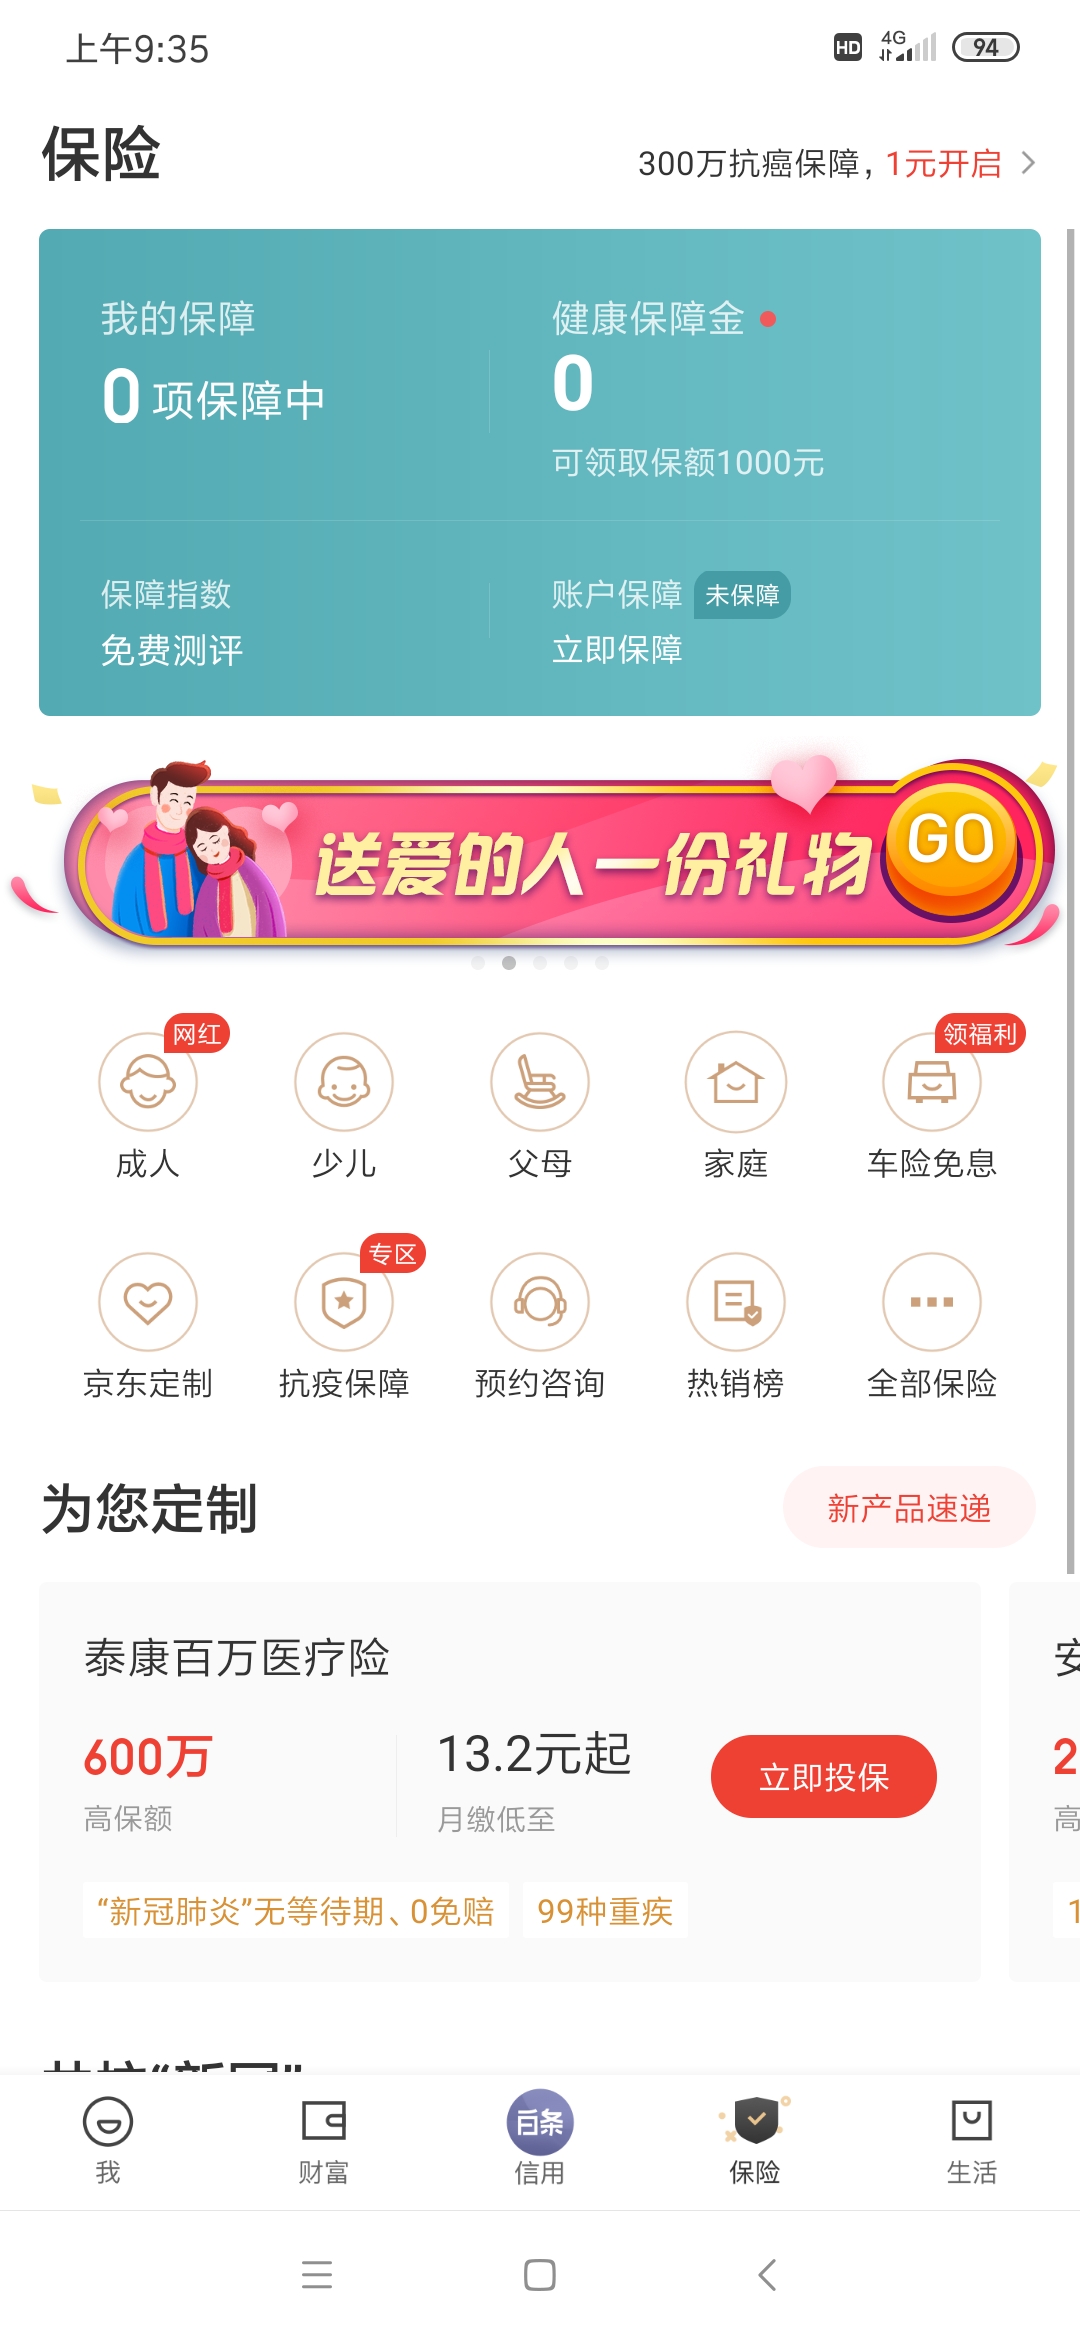 上午9:35
HD 4G 94
保险
300万抗癌保障,1元开启
我的保障
0 项保障中
健康保障金
0
可领取保额1000元
保障指数
免费测评
账户保障 未保障
立即保障
送爱的人一份礼物 GO
网红
领福利
成人 少儿 父母 家庭 车险免息
专区
京东定制 抗疫保障 预约咨询 热销榜 全部保险
为您定制 新产品速递
泰康百万医疗险
600万
高保额
13.2元起
月缴低至
立即投保
“新冠肺炎”无等待期、0免赔 99种重疾
安
2
高
1
我 财富 信用 保险 生活
白条